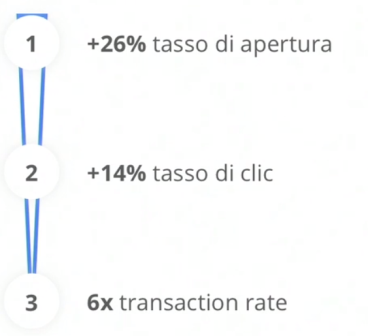 1 +26% tasso di apertura
2 +14% tasso di clic
3 6x transaction rate